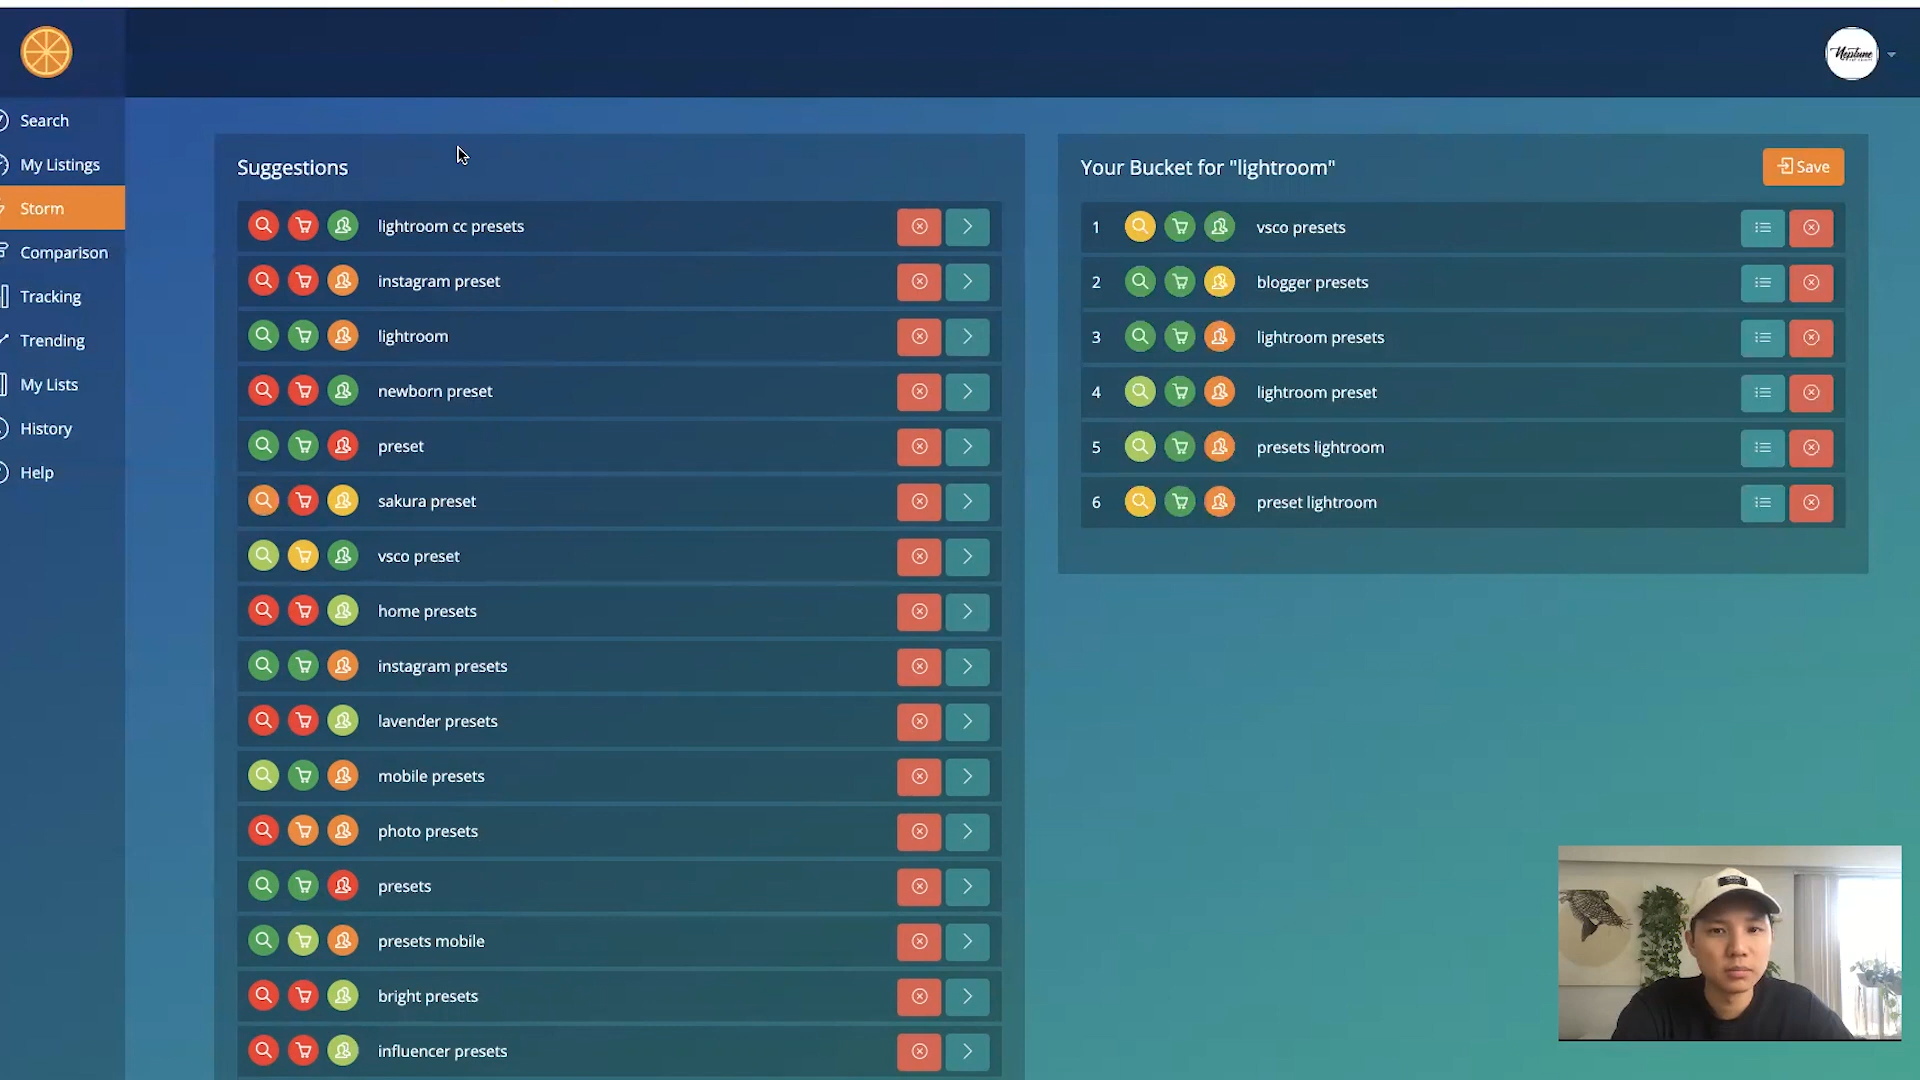 Neptune
Search
My Listings
Storm
Comparison
Tracking
Trending
My Lists
History
Help
Suggestions
lightroom cc presets
instagram preset
lightroom
newborn preset
preset
sakura preset
vsco preset
home presets
instagram presets
lavender presets
mobile presets
photo presets
presets
presets mobile
bright presets
influencer presets
Your Bucket for "lightroom"
Save
1 vsco presets
2 blogger presets
3 lightroom presets
4 lightroom preset
5 presets lightroom
6 preset lightroom